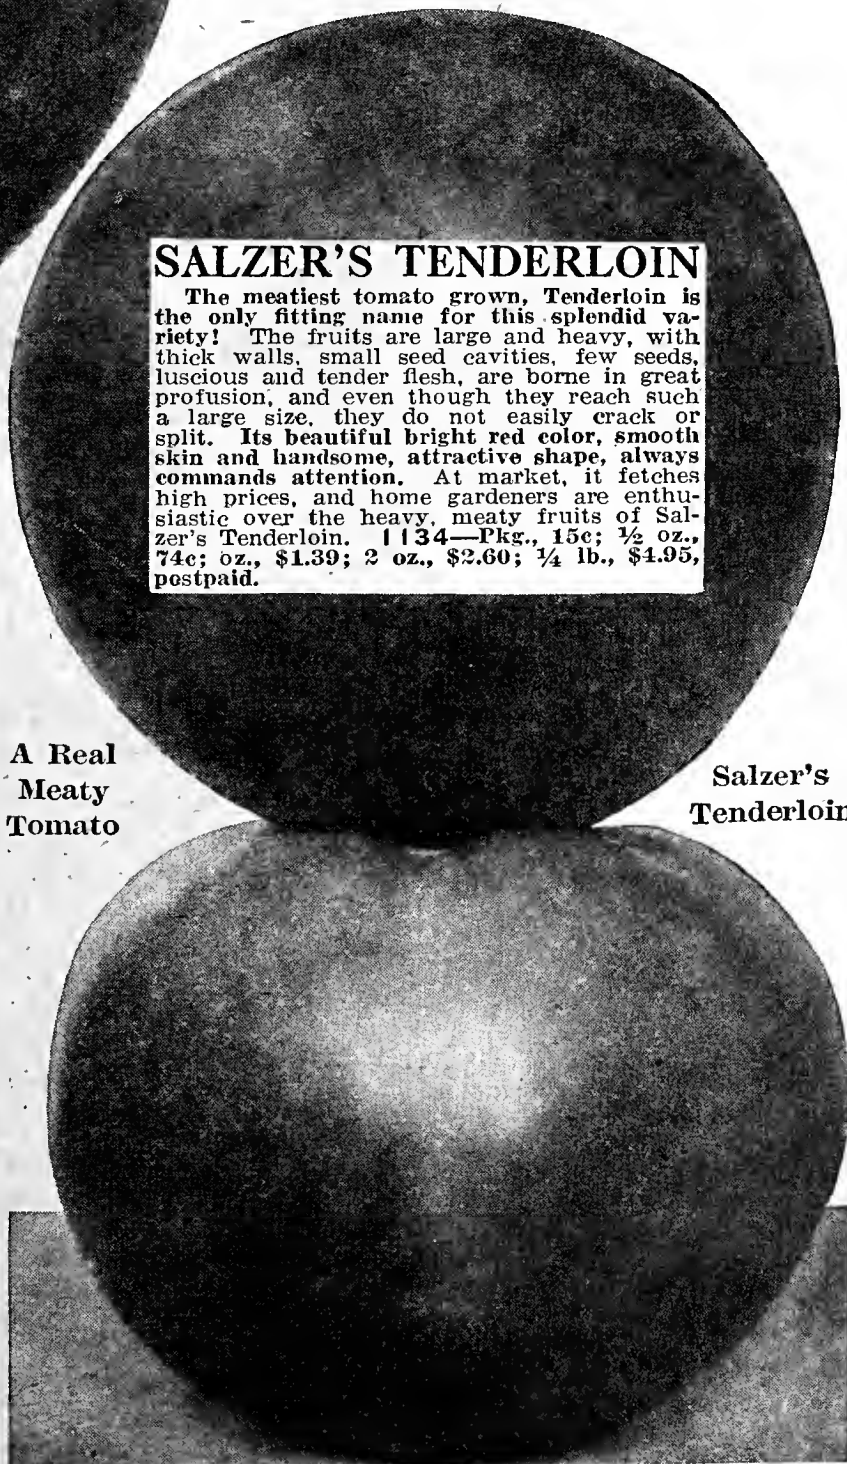 SALZER'S TENDERLOIN
The meatiest tomato grown, Tenderloin is
the only fitting name for this splendid va-
riety! The fruits are large and heavy, with
thick walls, small seed cavities, few seeds,
luscious and tender flesh, are borne in great
profusion, and even though they reach such
a large size, they do not easily crack or
split. Its beautiful bright red color, smooth
skin and handsome, attractive shape, always
commands attention. At market, it fetches
high prices, and home gardeners are enthu-
siastic over the heavy, meaty fruits of Sal-
zer's Tenderloin. 1134—Pkg., 15c; ½ oz.,
74c; oz., $1.39; 2 oz., $2.60; ¼ lb., $4.95,
postpaid.
A Real
Meaty
Tomato
Salzer's
Tenderloin